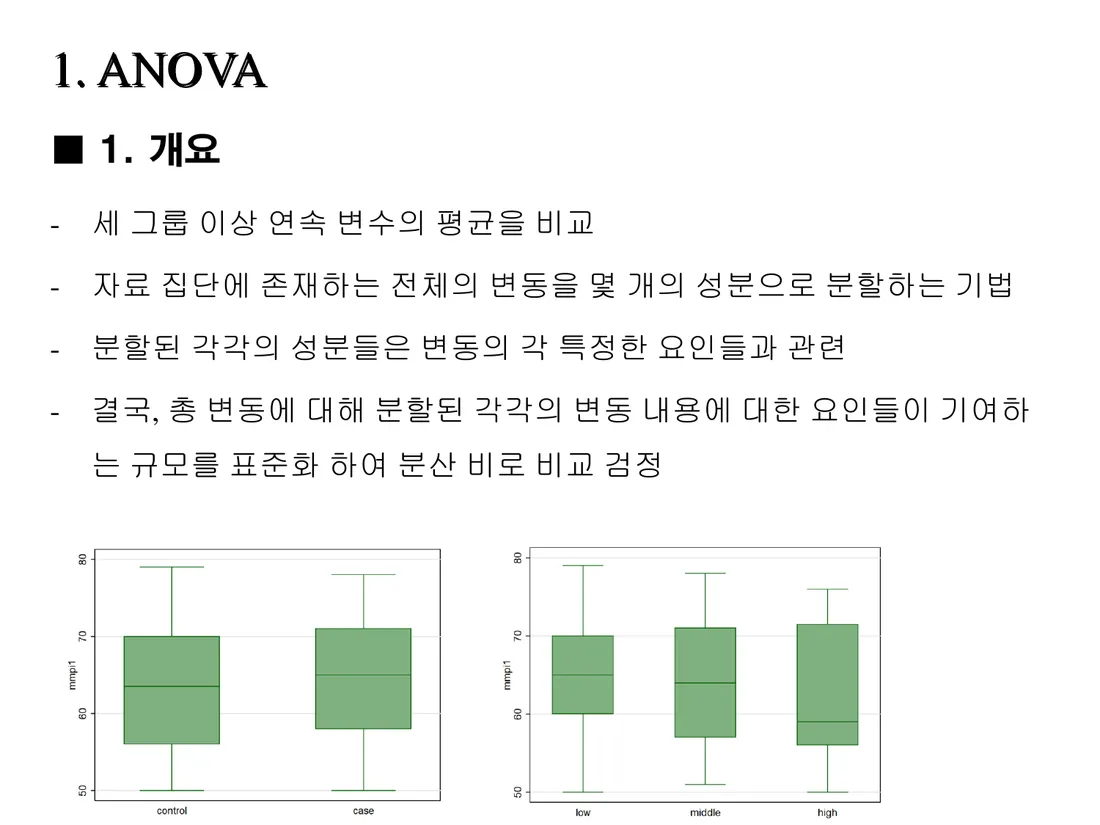 1. ANOVA
■ 1. 개요
- 세 그룹 이상 연속 변수의 평균을 비교
- 자료 집단에 존재하는 전체의 변동을 몇 개의 성분으로 분할하는 기법
- 분할된 각각의 성분들은 변동의 각 특정한 요인들과 관련
- 결국, 총 변동에 대해 분할된 각각의 변동 내용에 대한 요인들이 기여하
는 규모를 표준화 하여 분산 비로 비교 검정
80
70
mmpi1
60
50
control case
80
70
mmpi1
60
50
low middle high